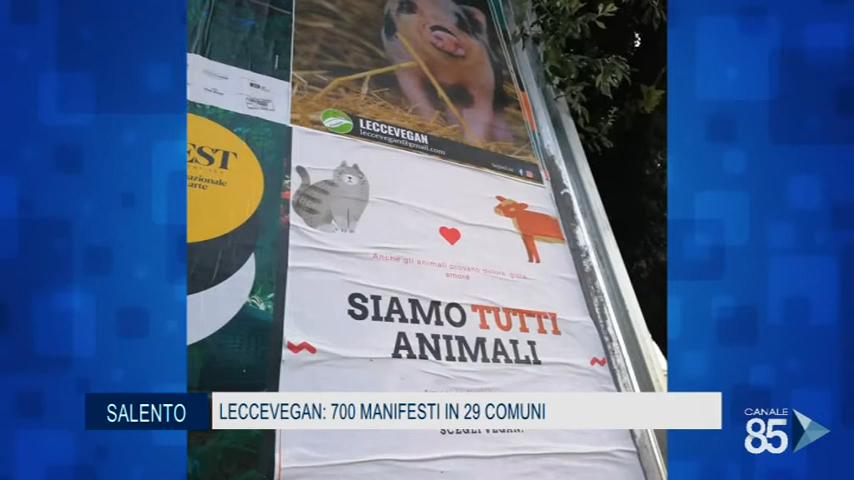 LECCEVEGAN
leccevegan@gmail.com
EST
azionale
arte
Anche gli animali provano dolore, gioia,
amore
SIAMO TUTTI
ANIMALI
SCEGLI VEGAN!
SALENTO
LECCEVEGAN: 700 MANIFESTI IN 29 COMUNI
CANALE
85